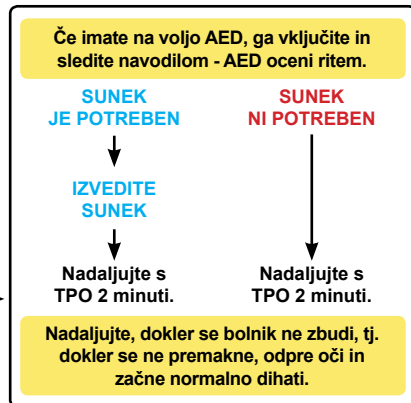 Če imate na voljo AED, ga vključite in
sledite navodilom - AED oceni ritem.
SUNEK
JE POTREBEN
SUNEK
NI POTREBEN
IZVEDITE
SUNEK
Nadaljujte s
TPO 2 minuti.
Nadaljujte s
TPO 2 minuti.
Nadaljujte, dokler se bolnik ne zbudi, tj.
dokler se ne premakne, odpre oči in
začne normalno dihati.